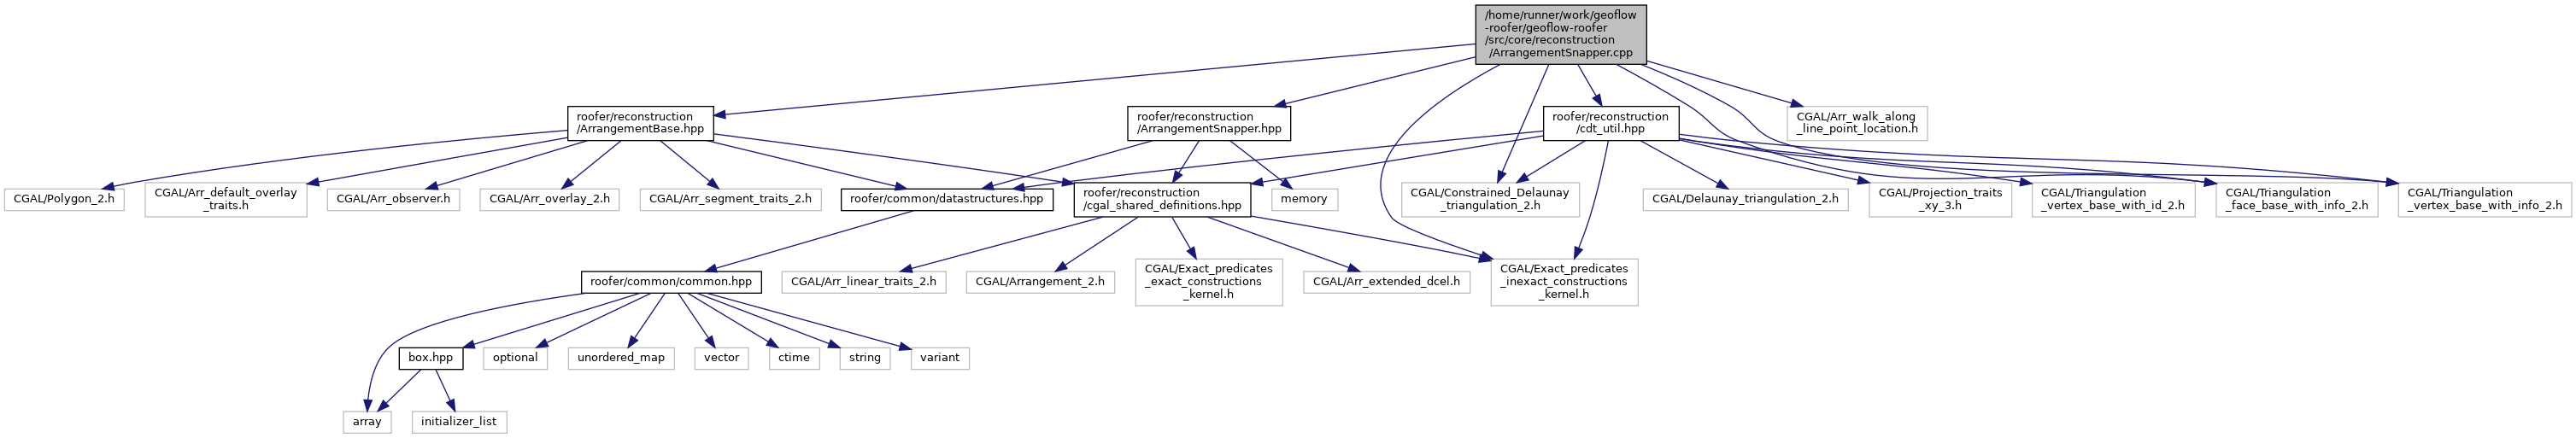 /home/runner/work/geoflow
-roofer/geoflow-roofer
/src/core/reconstruction
/ArrangementSnapper.cpp
roofer/reconstruction
/ArrangementBase.hpp
roofer/reconstruction
/ArrangementSnapper.hpp
roofer/reconstruction
/cdt_util.hpp
CGAL/Arr_walk_along
_line_point_location.h
CGAL/Polygon_2.h
CGAL/Arr_default_overlay
_traits.h
CGAL/Arr_observer.h
CGAL/Arr_overlay_2.h
CGAL/Arr_segment_traits_2.h
roofer/common/datastructures.hpp
roofer/reconstruction
/cgal_shared_definitions.hpp
memory
CGAL/Constrained_Delaunay
_triangulation_2.h
CGAL/Delaunay_triangulation_2.h
CGAL/Projection_traits
_xy_3.h
CGAL/Triangulation
_vertex_base_with_id_2.h
CGAL/Triangulation
_face_base_with_info_2.h
CGAL/Triangulation
_vertex_base_with_info_2.h
roofer/common/common.hpp
CGAL/Arr_linear_traits_2.h
CGAL/Arrangement_2.h
CGAL/Exact_predicates
_exact_constructions
_kernel.h
CGAL/Arr_extended_dcel.h
CGAL/Exact_predicates
_inexact_constructions
_kernel.h
box.hpp
optional
unordered_map
vector
ctime
string
variant
array
initializer_list